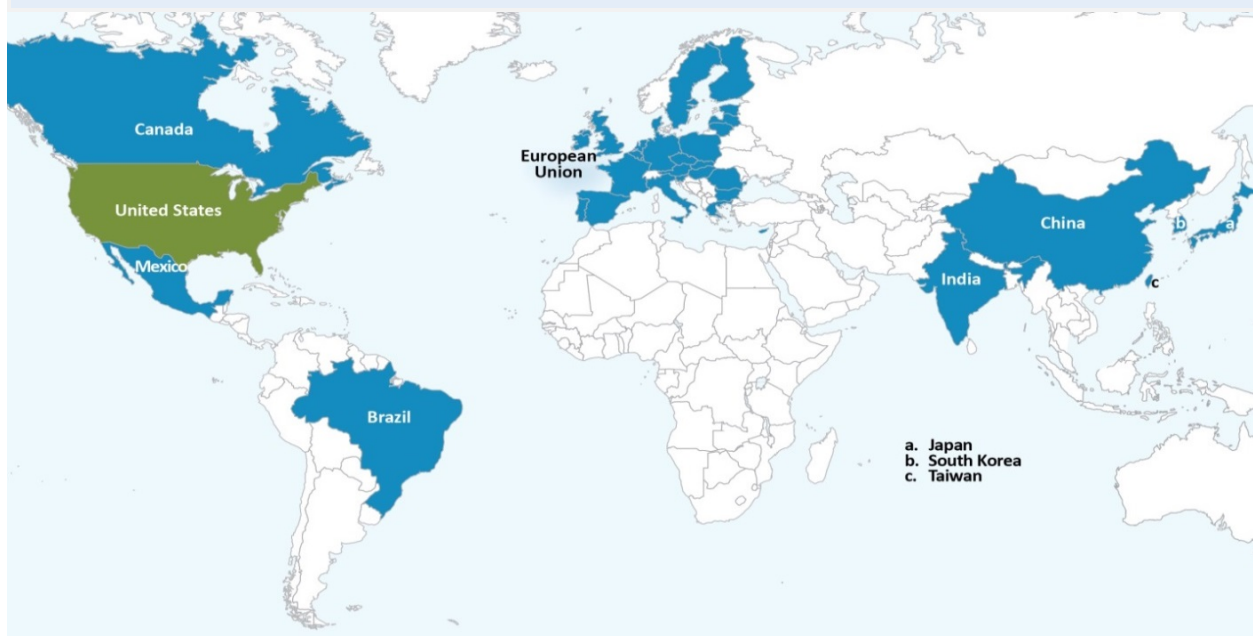 Canada
United States
Mexico
Brazil
European
Union
China
India
b
a
c
a. Japan
b. South Korea
c. Taiwan